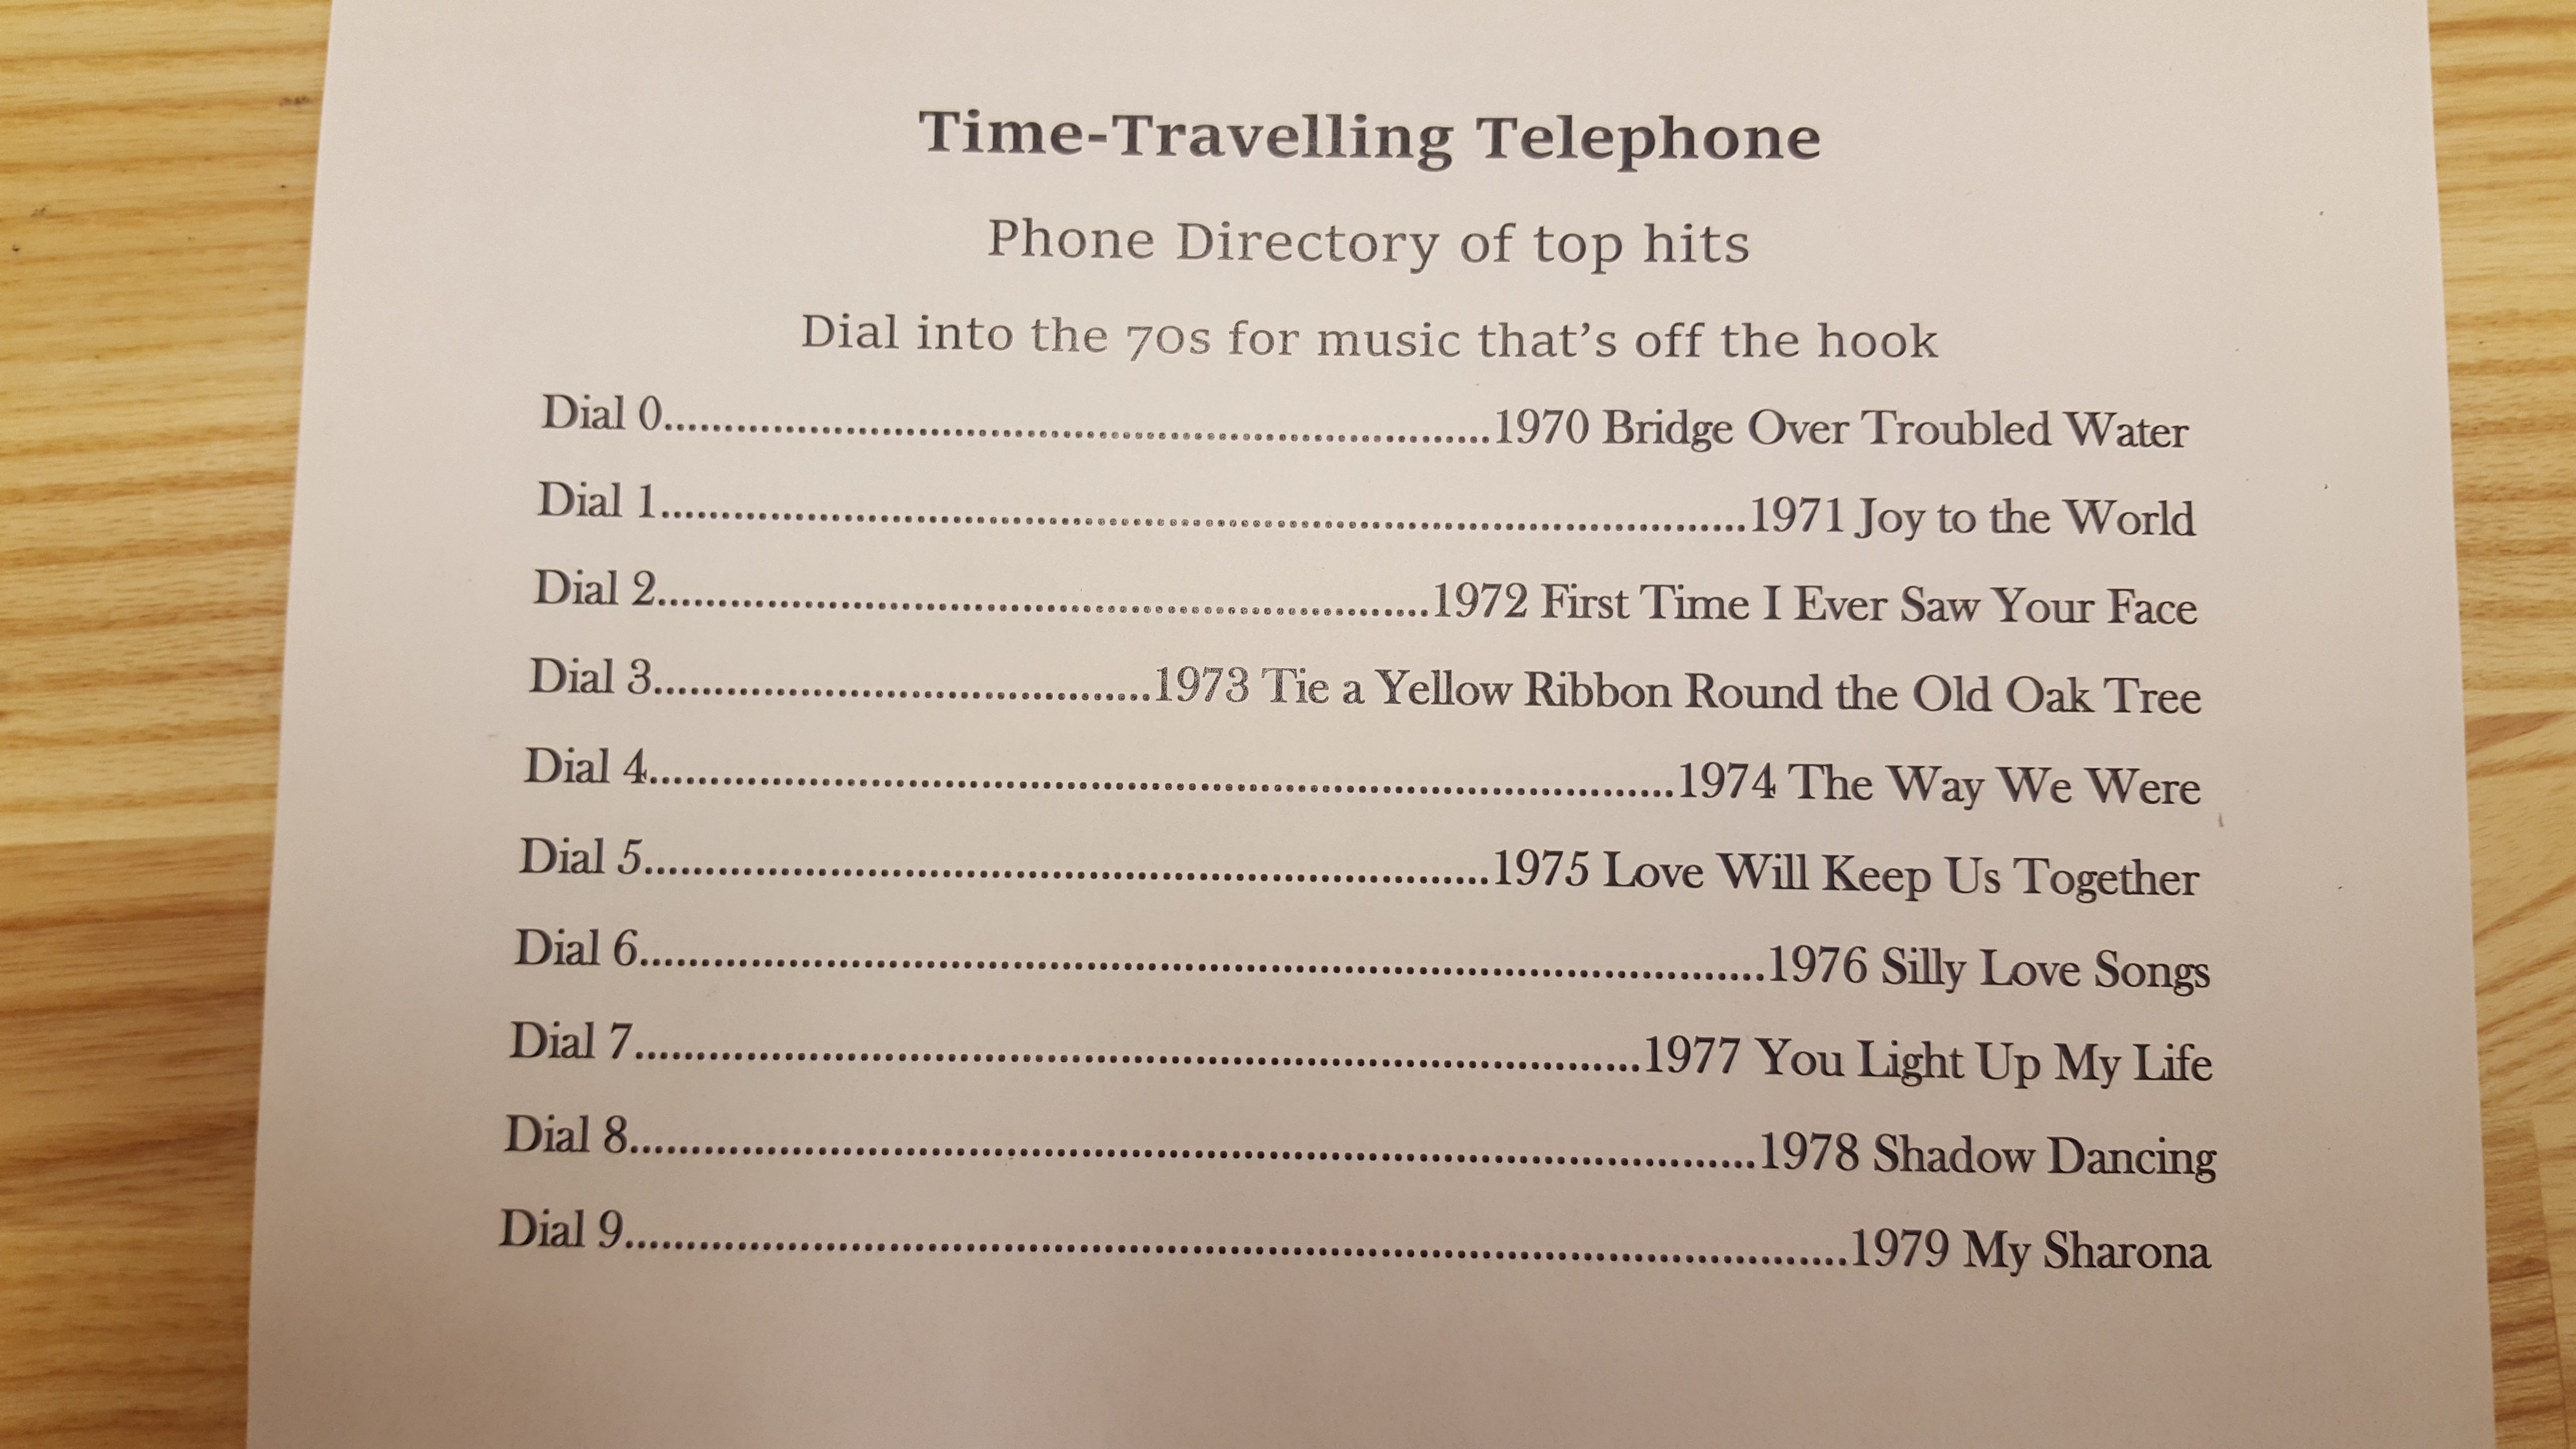 Time-Travelling Telephone
Phone Directory of top hits
Dial into the 70s for music that's off the hook
Dial 0.....................................................................1970 Bridge Over Troubled Water
Dial 1...........................................................................................1971 Joy to the World
Dial 2................................................................1972 First Time I Ever Saw Your Face
Dial 3.........................................1973 Tie a Yellow Ribbon Round the Old Oak Tree
Dial 4.....................................................................................1974 The Way We Were
Dial 5.....................................................................1975 Love Will Keep Us Together
Dial 6............................................................................................1976 Silly Love Songs
Dial 7..................................................................................1977 You Light Up My Life
Dial 8............................................................................................1978 Shadow Dancing
Dial 9...................................................................................................1979 My Sharona